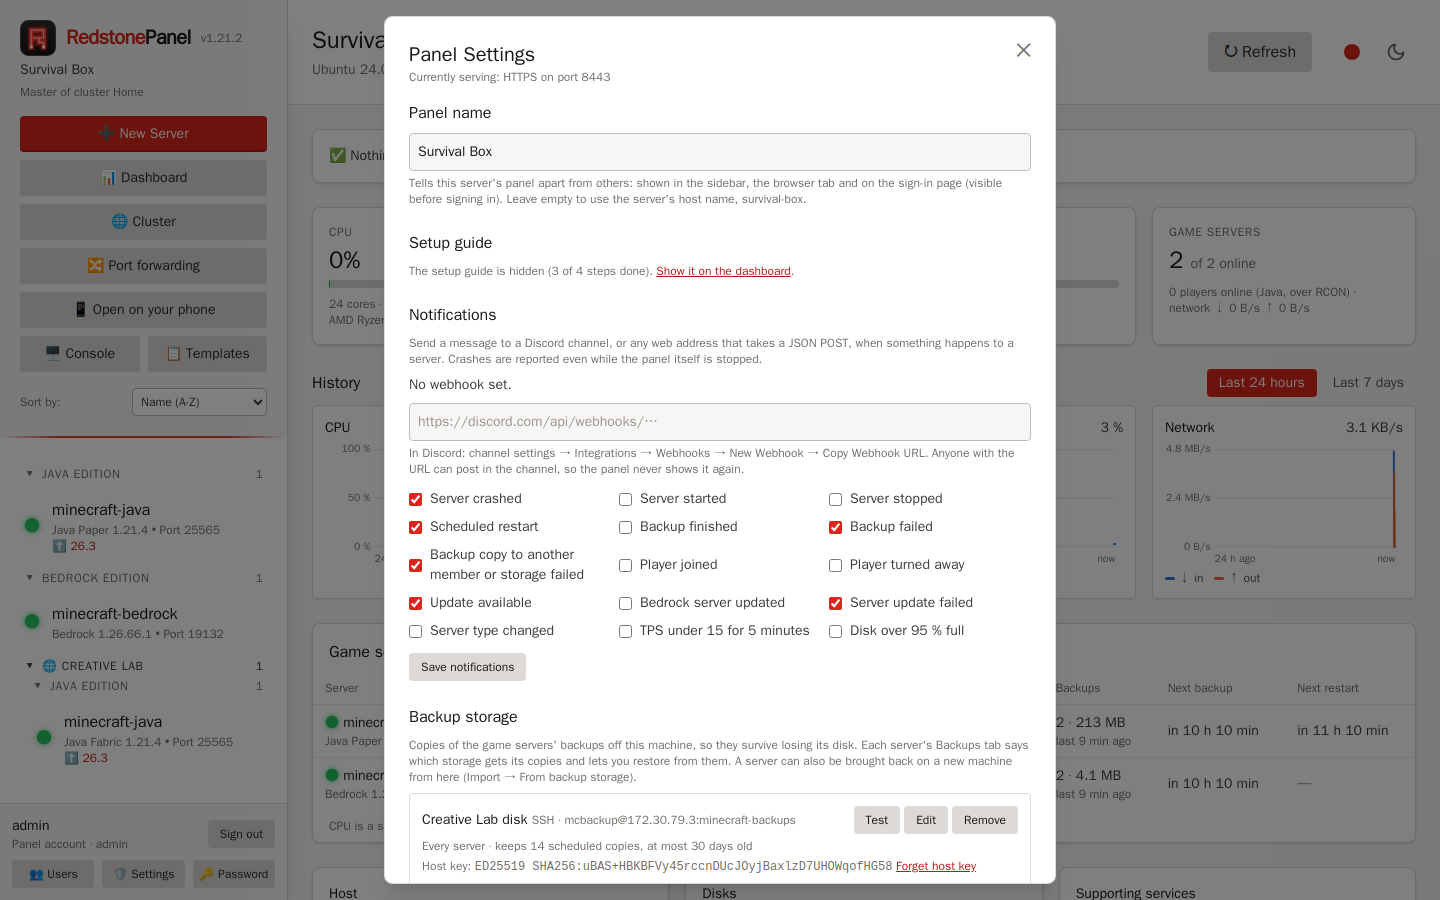 RedstonePanel v1.21.2
Survival Box
Master of cluster Home
➕ New Server
📊 Dashboard
🌐 Cluster
🔀 Port forwarding
📱 Open on your phone
🖥️ Console
📋 Templates
Sort by:
Name (A-Z)
▼ JAVA EDITION 1
minecraft-java
Java Paper 1.21.4 • Port 25565
⬆️ 26.3
▼ BEDROCK EDITION 1
minecraft-bedrock
Bedrock 1.26.66.1 • Port 19132
▼ 🌐 CREATIVE LAB 1
▼ JAVA EDITION 1
minecraft-java
Java Fabric 1.21.4 • Port 25565
⬆️ 26.3
admin
Panel account · admin
Sign out
👥 Users
🛡️ Settings
🔑 Password
Surviva
Ubuntu 24.0
↻ Refresh
✅ Nothin
CPU
0%
24 cores ·
AMD Ryzen
GAME SERVERS
2 of 2 online
0 players online (Java, over RCON) ·
network ↓ 0 B/s ↑ 0 B/s
History
Last 24 hours
Last 7 days
CPU
100 %
50 %
0 %
24
3 %
now
Network 3.1 KB/s
4.8 MB/s
2.4 MB/s
0 B/s
24 h ago
now
↓ in ↑ out
Game se
Server
Backups
Next backup
Next restart
minecr
Java Paper
2 · 213 MB
last 9 min ago
in 10 h 10 min
in 11 h 10 min
minecr
Bedrock 1.2
2 · 4.1 MB
last 9 min ago
in 10 h 10 min
—
CPU is a s
Host
Disks
Supporting services
Panel Settings
Currently serving: HTTPS on port 8443
Panel name
Survival Box
Tells this server's panel apart from others: shown in the sidebar, the browser tab and on the sign-in page (visible
before signing in). Leave empty to use the server's host name, survival-box.
Setup guide
The setup guide is hidden (3 of 4 steps done). Show it on the dashboard.
Notifications
Send a message to a Discord channel, or any web address that takes a JSON POST, when something happens to a
server. Crashes are reported even while the panel itself is stopped.
No webhook set.
https://discord.com/api/webhooks/···
In Discord: channel settings → Integrations → Webhooks → New Webhook → Copy Webhook URL. Anyone with the
URL can post in the channel, so the panel never shows it again.
Server crashed
Server started
Server stopped
Scheduled restart
Backup finished
Backup failed
Backup copy to another
member or storage failed
Player joined
Player turned away
Update available
Bedrock server updated
Server update failed
Server type changed
TPS under 15 for 5 minutes
Disk over 95 % full
Save notifications
Backup storage
Copies of the game servers' backups off this machine, so they survive losing its disk. Each server's Backups tab says
which storage gets its copies and lets you restore from them. A server can also be brought back on a new machine
from here (Import → From backup storage).
Creative Lab disk SSH · mcbackup@172.30.79.3:minecraft-backups
Test
Edit
Remove
Every server · keeps 14 scheduled copies, at most 30 days old
Host key: ED25519 SHA256:uBAS+HBKBFVy45rccnDUcJOyjBaxlzD7UHOWqofHG58 Forget host key